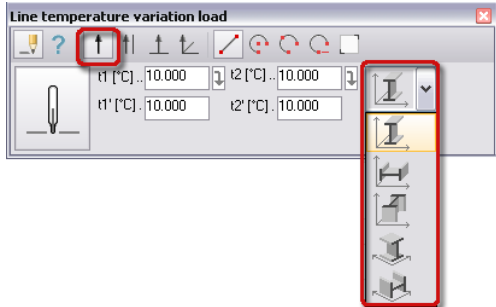 Line temperature variation load
?
t1 [°C] .. 10.000 t2 [°C] .. 10.000
t1' [°C] . 10.000 t2' [°C] . 10.000